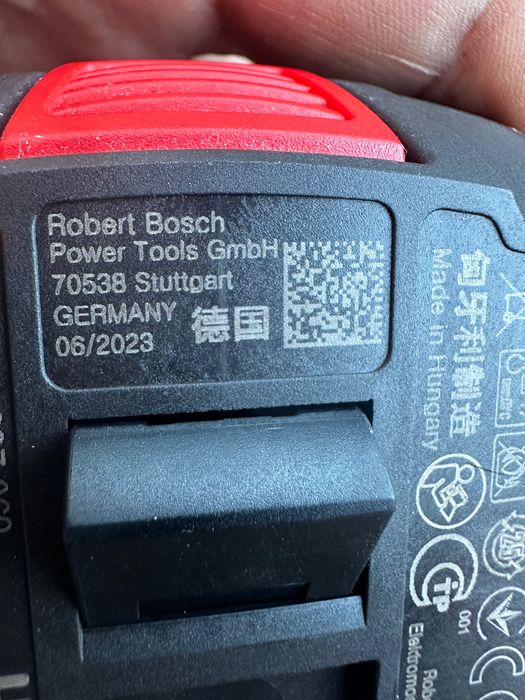 Robert Bosch
Power Tools GmbH
70538 Stuttgart
GERMANY 德国
06/2023
匈牙利制造
Made in Hungary
001